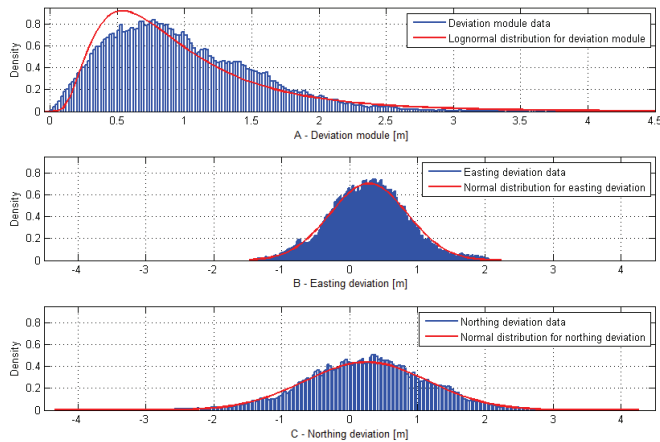 Density
0.8
0.6
0.4
0.2
0
Deviation module data
Lognormal distribution for deviation module
0 0.5 1 1.5 2 2.5 3 3.5 4 4.5
A - Deviation module [m]
Density
0.8
0.6
0.4
0.2
0
Easting deviation data
Normal distribution for easting deviation
-4 -3 -2 -1 0 1 2 3 4
B - Easting deviation [m]
Density
0.8
0.6
0.4
0.2
0
Northing deviation data
Normal distribution for northing deviation
-4 -3 -2 -1 0 1 2 3 4
C - Northing deviation [m]